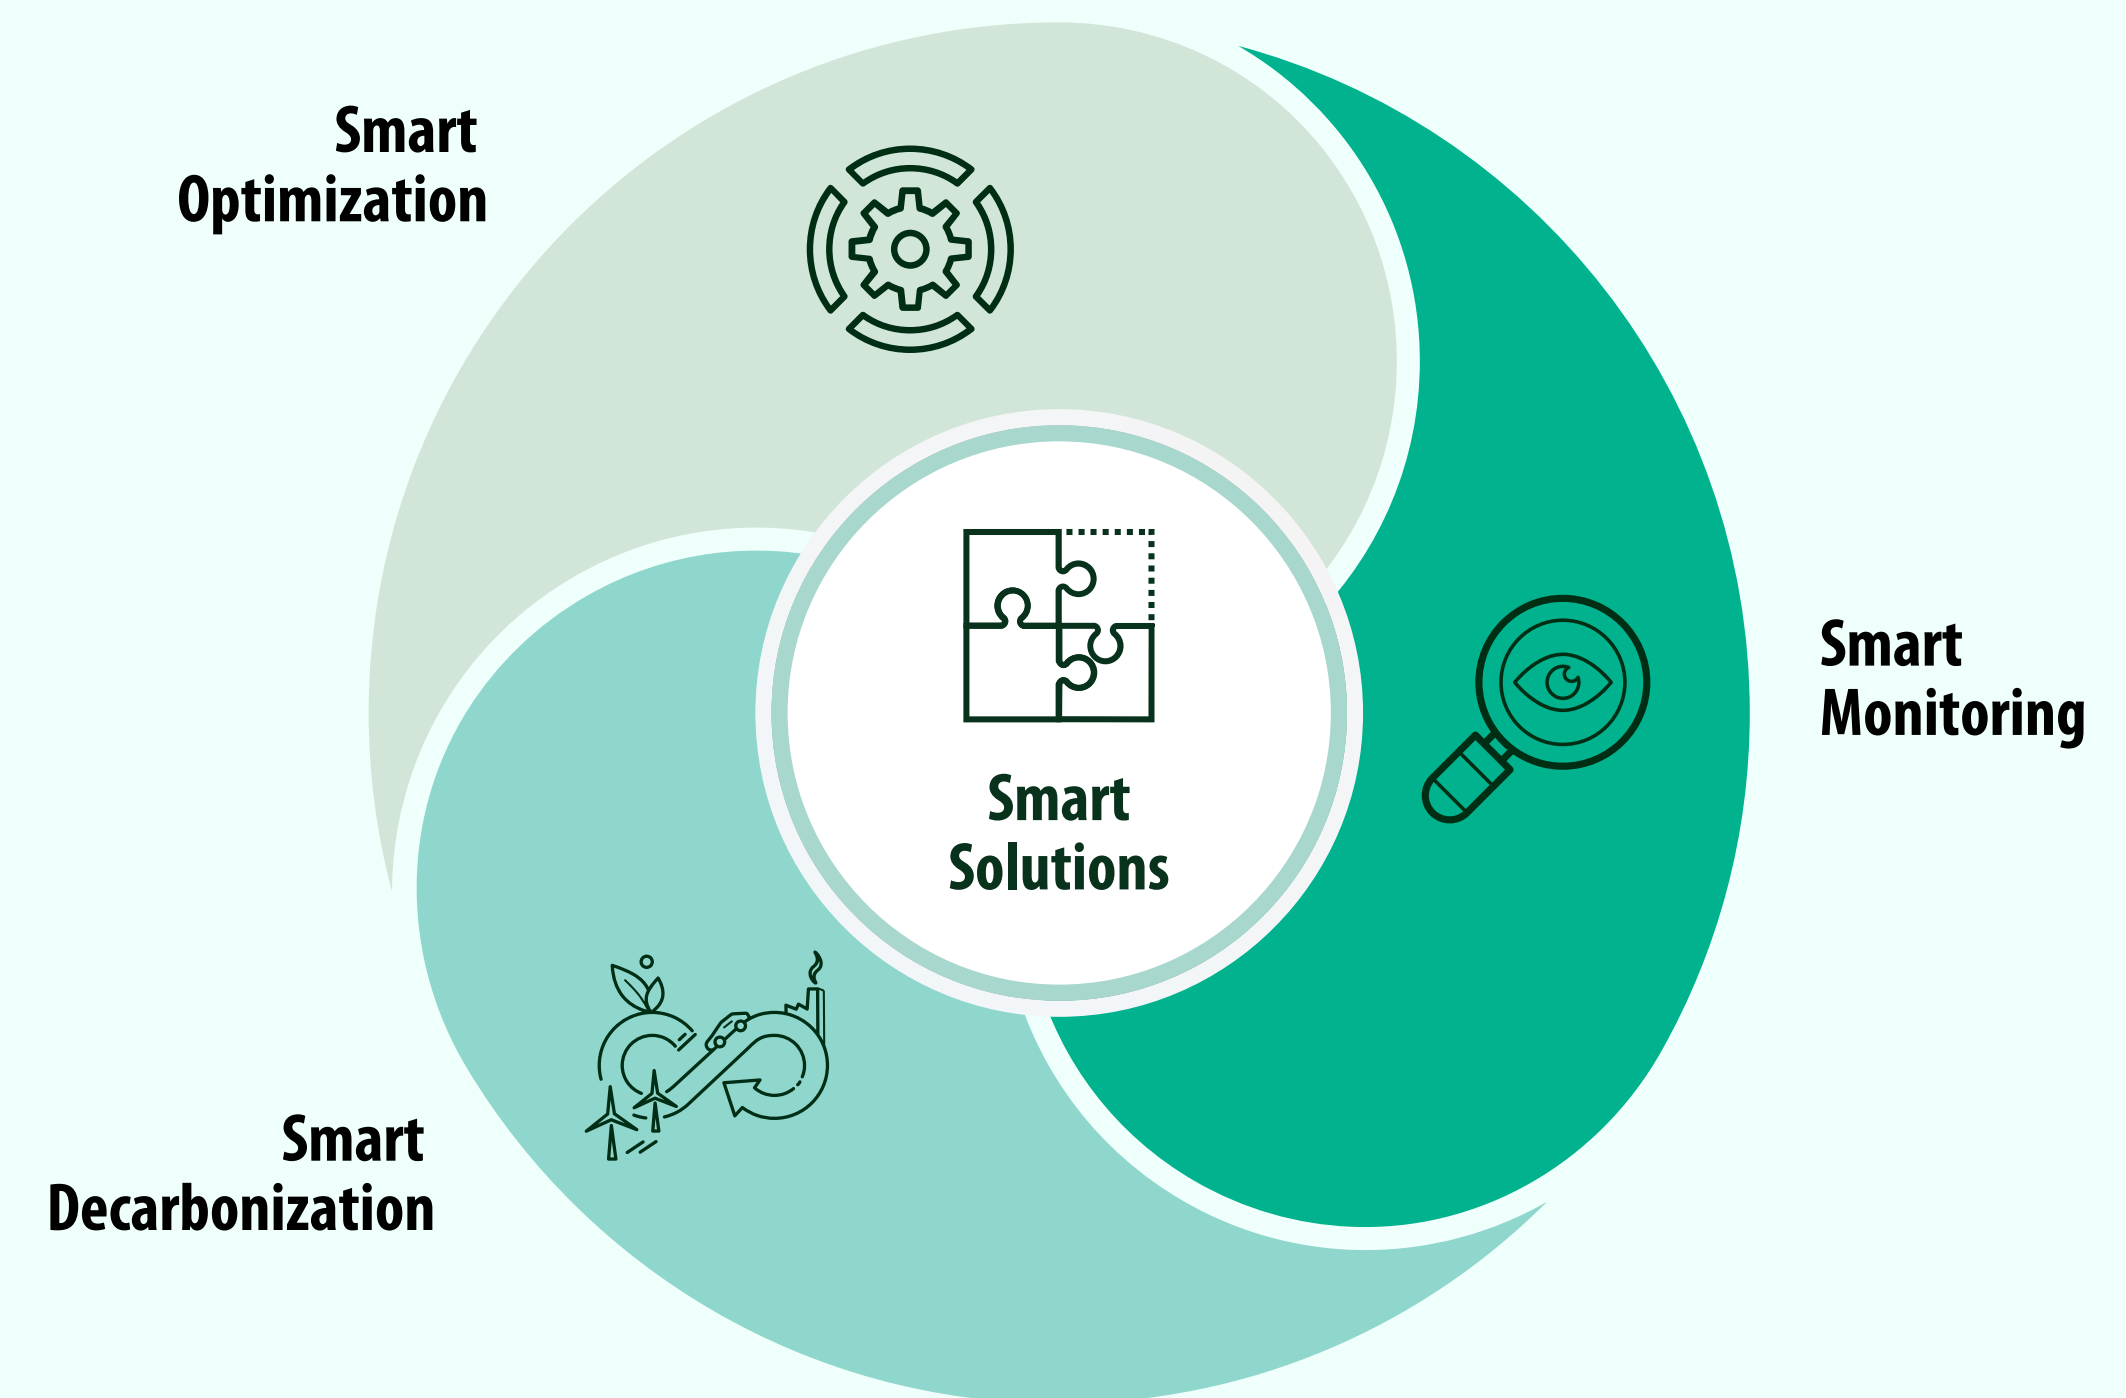 Smart
Optimization
Smart
Monitoring
Smart
Solutions
Smart
Decarbonization